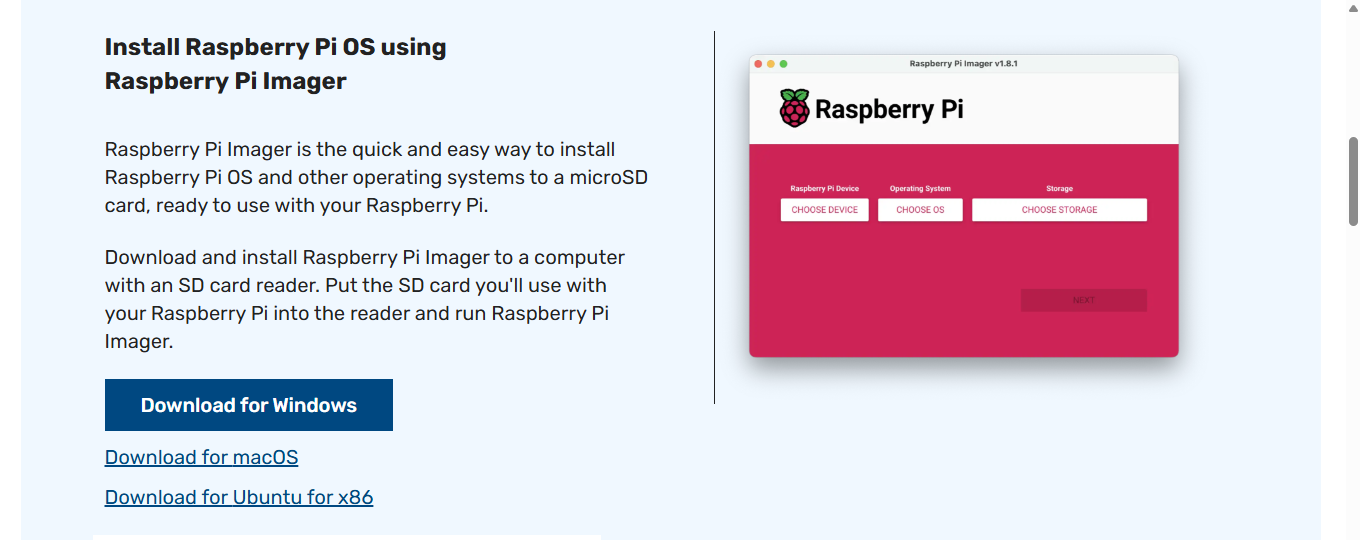 Install Raspberry Pi OS using
Raspberry Pi Imager
Raspberry Pi Imager is the quick and easy way to install
Raspberry Pi OS and other operating systems to a microSD
card, ready to use with your Raspberry Pi.
Download and install Raspberry Pi Imager to a computer
with an SD card reader. Put the SD card you'll use with
your Raspberry Pi into the reader and run Raspberry Pi
Imager.
Download for Windows
Download for macOS
Download for Ubuntu for x86
Raspberry Pi Imager v1.8.1
Raspberry Pi
Raspberry Pi Device
Operating System
Storage
CHOOSE DEVICE
CHOOSE OS
CHOOSE STORAGE
NEXT